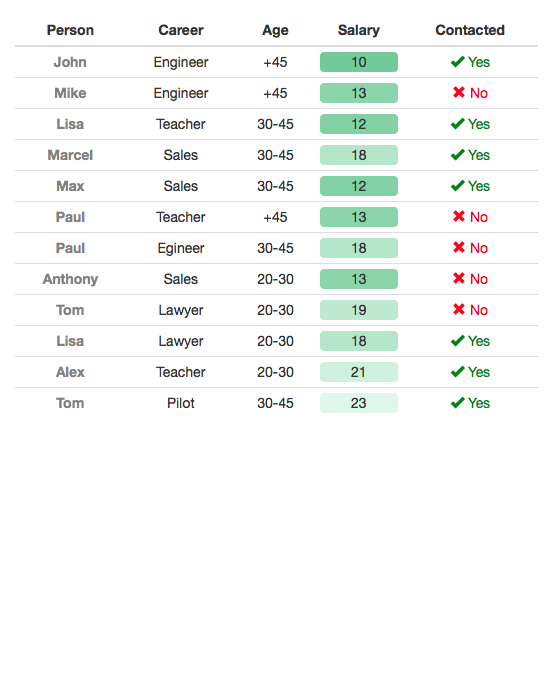 Person Career Age Salary Contacted
John Engineer +45 10 Yes
Mike Engineer +45 13 No
Lisa Teacher 30-45 12 Yes
Marcel Sales 30-45 18 Yes
Max Sales 30-45 12 Yes
Paul Teacher +45 13 No
Paul Egineer 30-45 18 No
Anthony Sales 20-30 13 No
Tom Lawyer 20-30 19 No
Lisa Lawyer 20-30 18 Yes
Alex Teacher 20-30 21 Yes
Tom Pilot 30-45 23 Yes